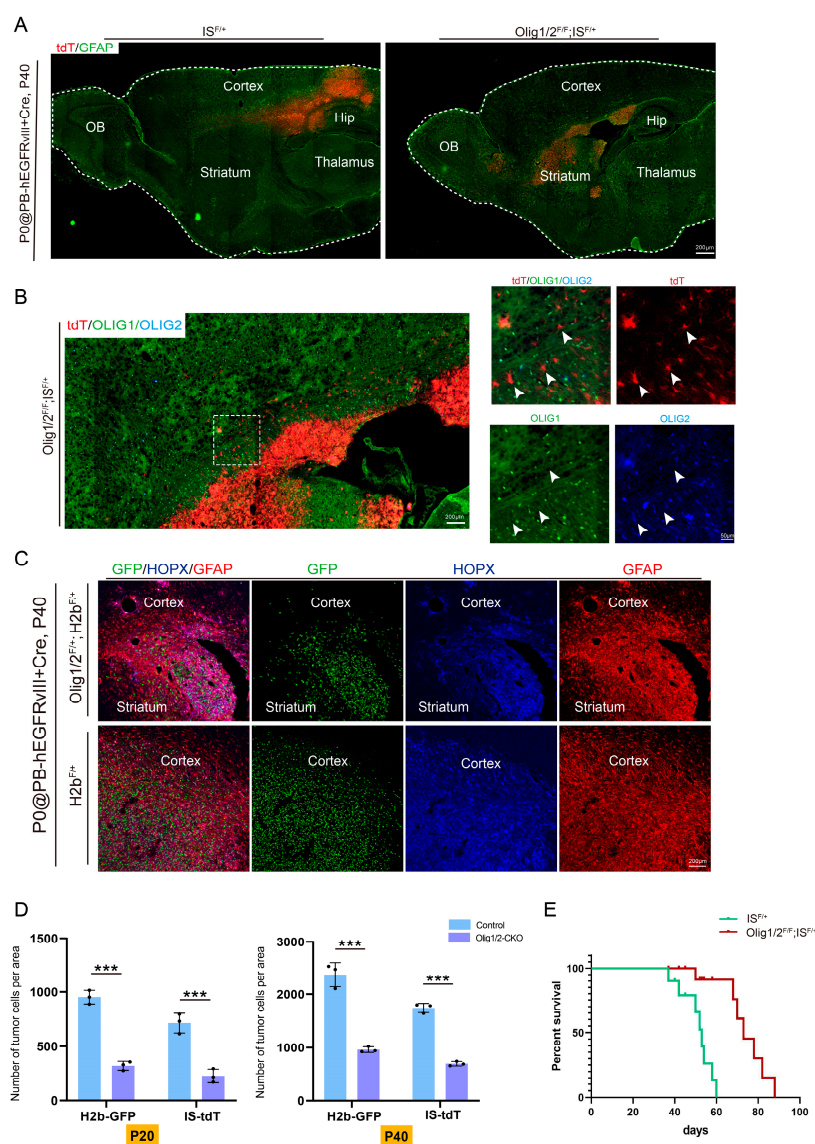 A
IS^F/+
Olig1/2^F/F;IS^F/+
tdT/GFAP
P0@PB-hEGFRvIII+Cre, P40
Cortex
OB
Hip
Striatum
Thalamus
Cortex
Hip
OB
Striatum
Thalamus
200μm
B
Olig1/2^F/F;IS^F/+
tdT/OLIG1/OLIG2
200μm
tdT/OLIG1/OLIG2
tdT
OLIG1
OLIG2
50μm
C
P0@PB-hEGFRvIII+Cre, P40
GFP/HOPX/GFAP
GFP
HOPX
GFAP
Olig1/2^F/+; H2b^F/+
Cortex
Cortex
Cortex
Cortex
Striatum
Striatum
Striatum
Striatum
H2b^F/+
Cortex
Cortex
Cortex
Cortex
200μm
D
Control
Olig1/2-CKO
Number of tumor cells per area
1500
1000
500
0
***
***
H2b-GFP
IS-tdT
P20
Number of tumor cells per area
3000
2000
1000
0
***
***
H2b-GFP
IS-tdT
P40
E
IS^F/+
Olig1/2^F/F;IS^F/+
Percent survival
100
50
0
0
20
40
60
80
100
days